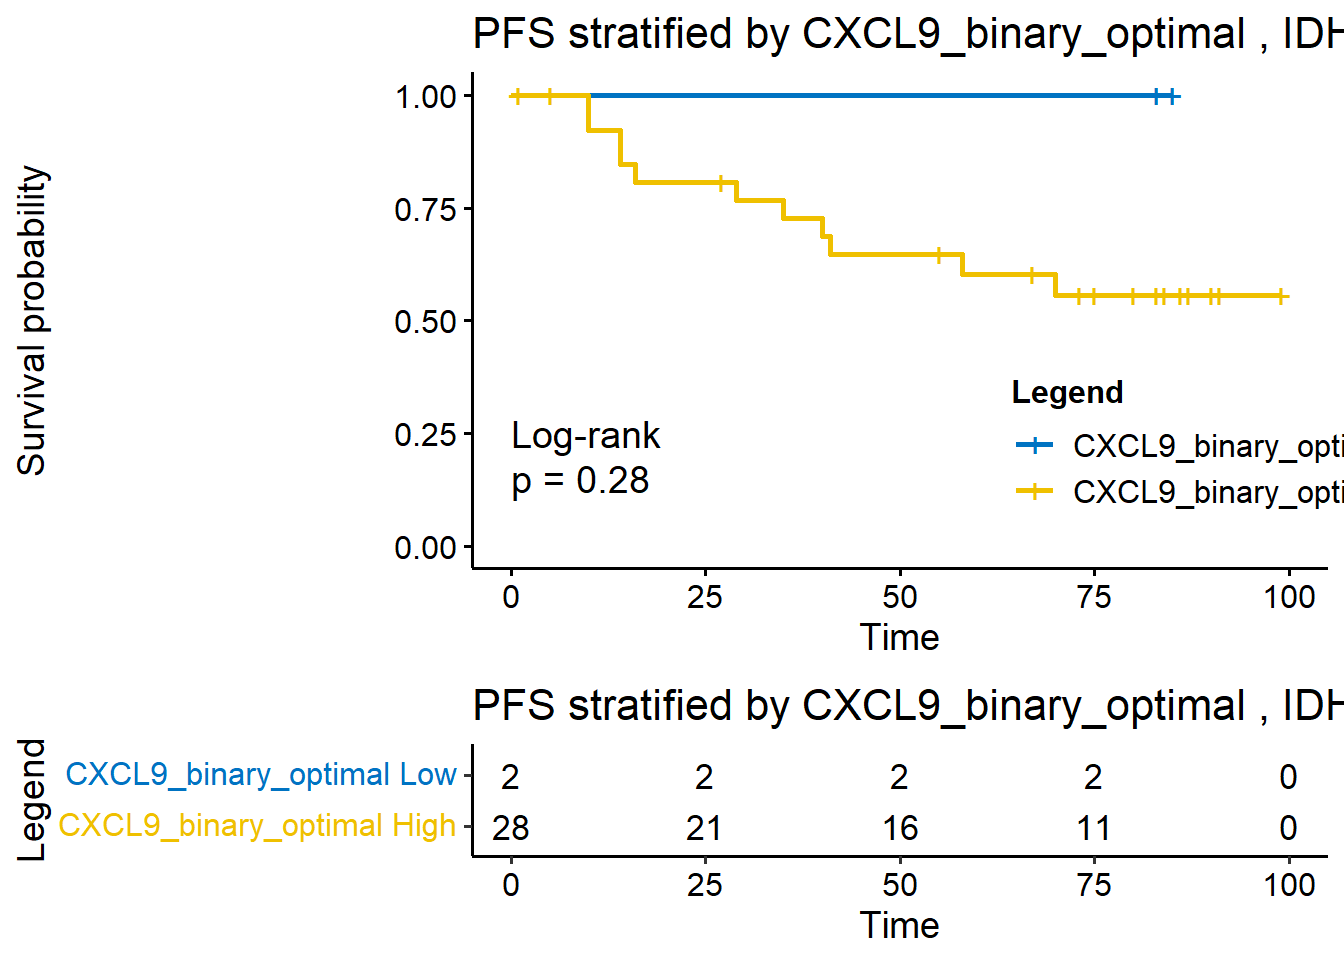 PFS stratified by CXCL9_binary_optimal , IDH
Survival probability
1.00
0.75
0.50
0.25
0.00
Log-rank
p = 0.28
Legend
CXCL9_binary_opti
CXCL9_binary_opti
0 25 50 75 100
Time
PFS stratified by CXCL9_binary_optimal , IDH
Legend
CXCL9_binary_optimal Low 2 2 2 2 0
CXCL9_binary_optimal High 28 21 16 11 0
0 25 50 75 100
Time